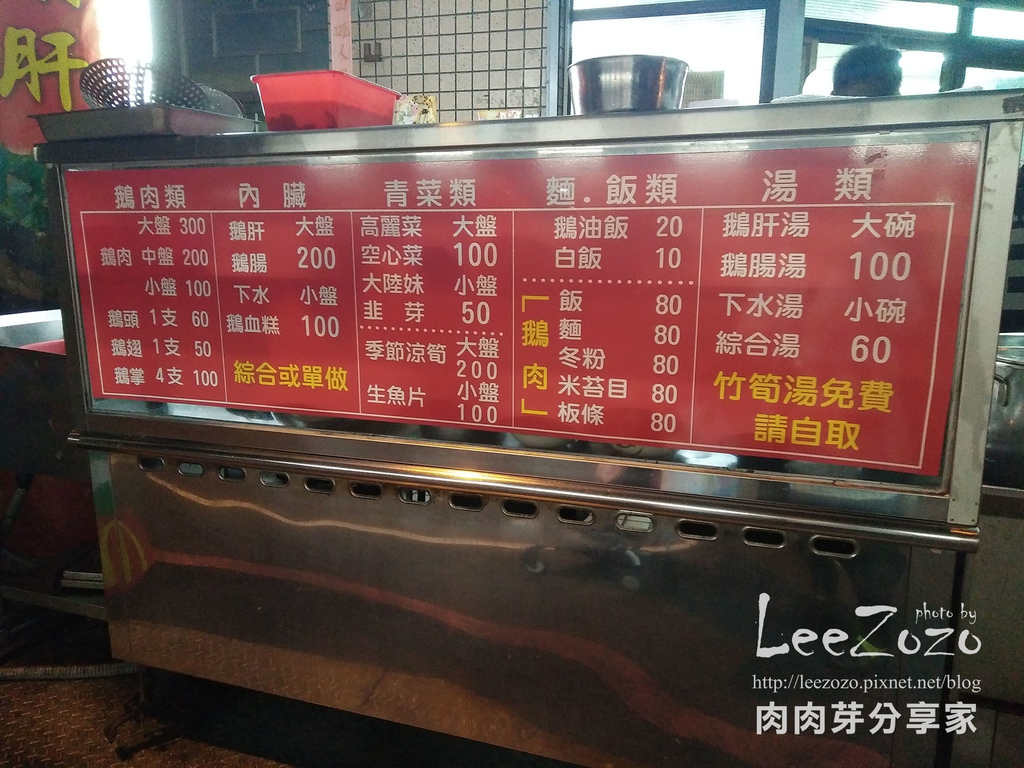 肝
鵝肉類
大盤 300
鵝肉 中盤 200
小盤 100
鵝頭 1支 60
鵝翅 1支 50
鵝掌 4支 100
內臟
鵝肝 大盤
鵝腸 200
下水 小盤
鵝血糕 100
綜合或單做
青菜類
高麗菜 大盤
空心菜 100
大陸妹 小盤
韭芽 50
季節涼筍 大盤
200
生魚片 小盤
100
麵.飯類
鵝油飯 20
白飯 10
「鵝肉」
飯 80
麵 80
冬粉 80
米苔目 80
板條 80
湯類
鵝肝湯 大碗
鵝腸湯 100
下水湯 小碗
綜合湯 60
竹筍湯免費
請自取
photo by
LeeZozo
http://leezozo.pixnet.net/blog
肉肉芽分享家